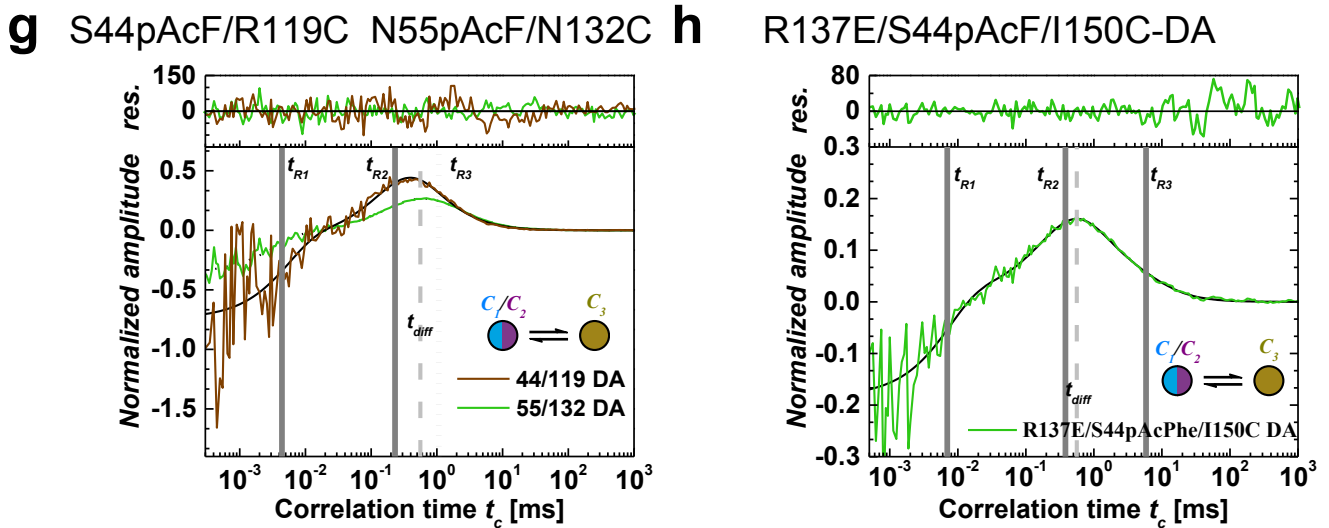 g S44pAcF/R119C N55pAcF/N132C
150
0
res.
0.5
0.0
-0.5
-1.0
-1.5
Normalized amplitude
t_R1
t_R2
t_R3
t_diff
C_1/C_2
C_3
44/119 DA
55/132 DA
10^-3 10^-2 10^-1 10^0 10^1 10^2 10^3
Correlation time t_c [ms]
h R137E/S44pAcF/I150C-DA
80
0
res.
0.3
0.2
0.1
0.0
-0.1
-0.2
-0.3
Normalized amplitude
t_R1
t_R2
t_R3
t_diff
C_1/C_2
C_3
R137E/S44pAcPhe/I150C DA
10^-3 10^-2 10^-1 10^0 10^1 10^2 10^3
Correlation time t_c [ms]